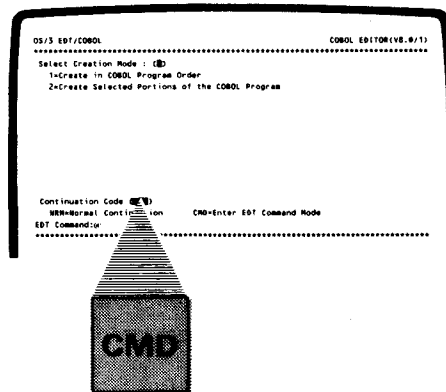 OS/3 EDT/COBOL COBOL EDITOR(V8.0/1)
Select Creation Mode : ( )
1=Create in COBOL Program Order
2=Create Selected Portions of the COBOL Program
Continuation Code ( )
NRM=Normal Continuation CMD=Enter EDT Command Mode
EDT Command:
CMD